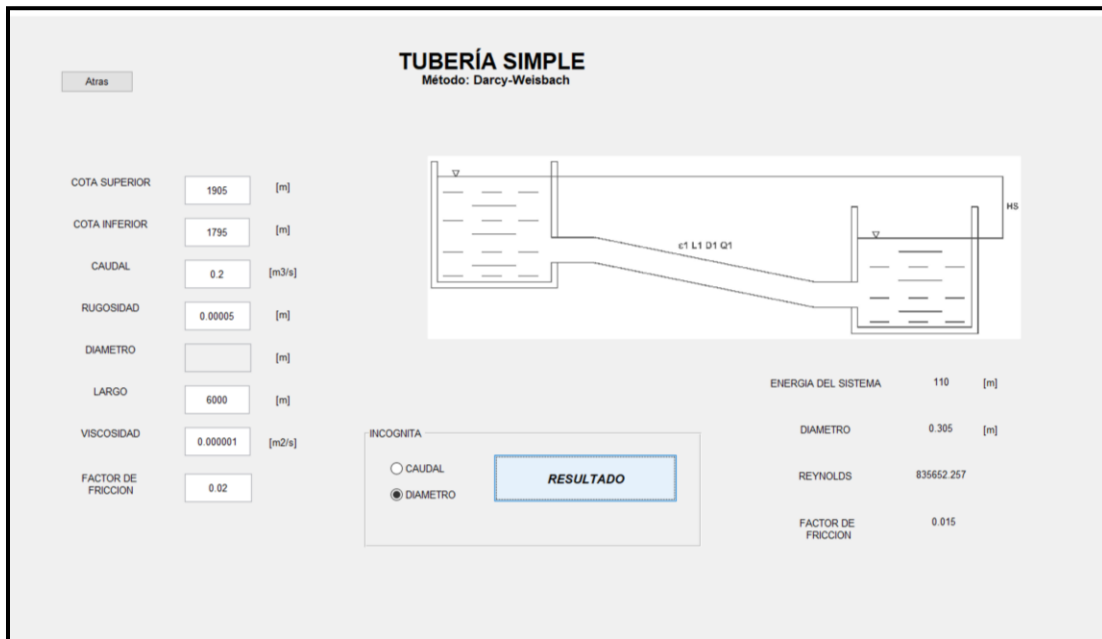 TUBERÍA SIMPLE
Método: Darcy-Weisbach
Atras
COTA SUPERIOR 1905 [m]
COTA INFERIOR 1795 [m]
CAUDAL 0.2 [m3/s]
RUGOSIDAD 0.00005 [m]
DIAMETRO [m]
LARGO 6000 [m]
VISCOSIDAD 0.000001 [m2/s]
FACTOR DE
FRICCION 0.02
HS
e1 L1 D1 Q1
INCOGNITA
CAUDAL
DIAMETRO
RESULTADO
ENERGIA DEL SISTEMA 110 [m]
DIAMETRO 0.305 [m]
REYNOLDS 835652.257
FACTOR DE
FRICCION 0.015